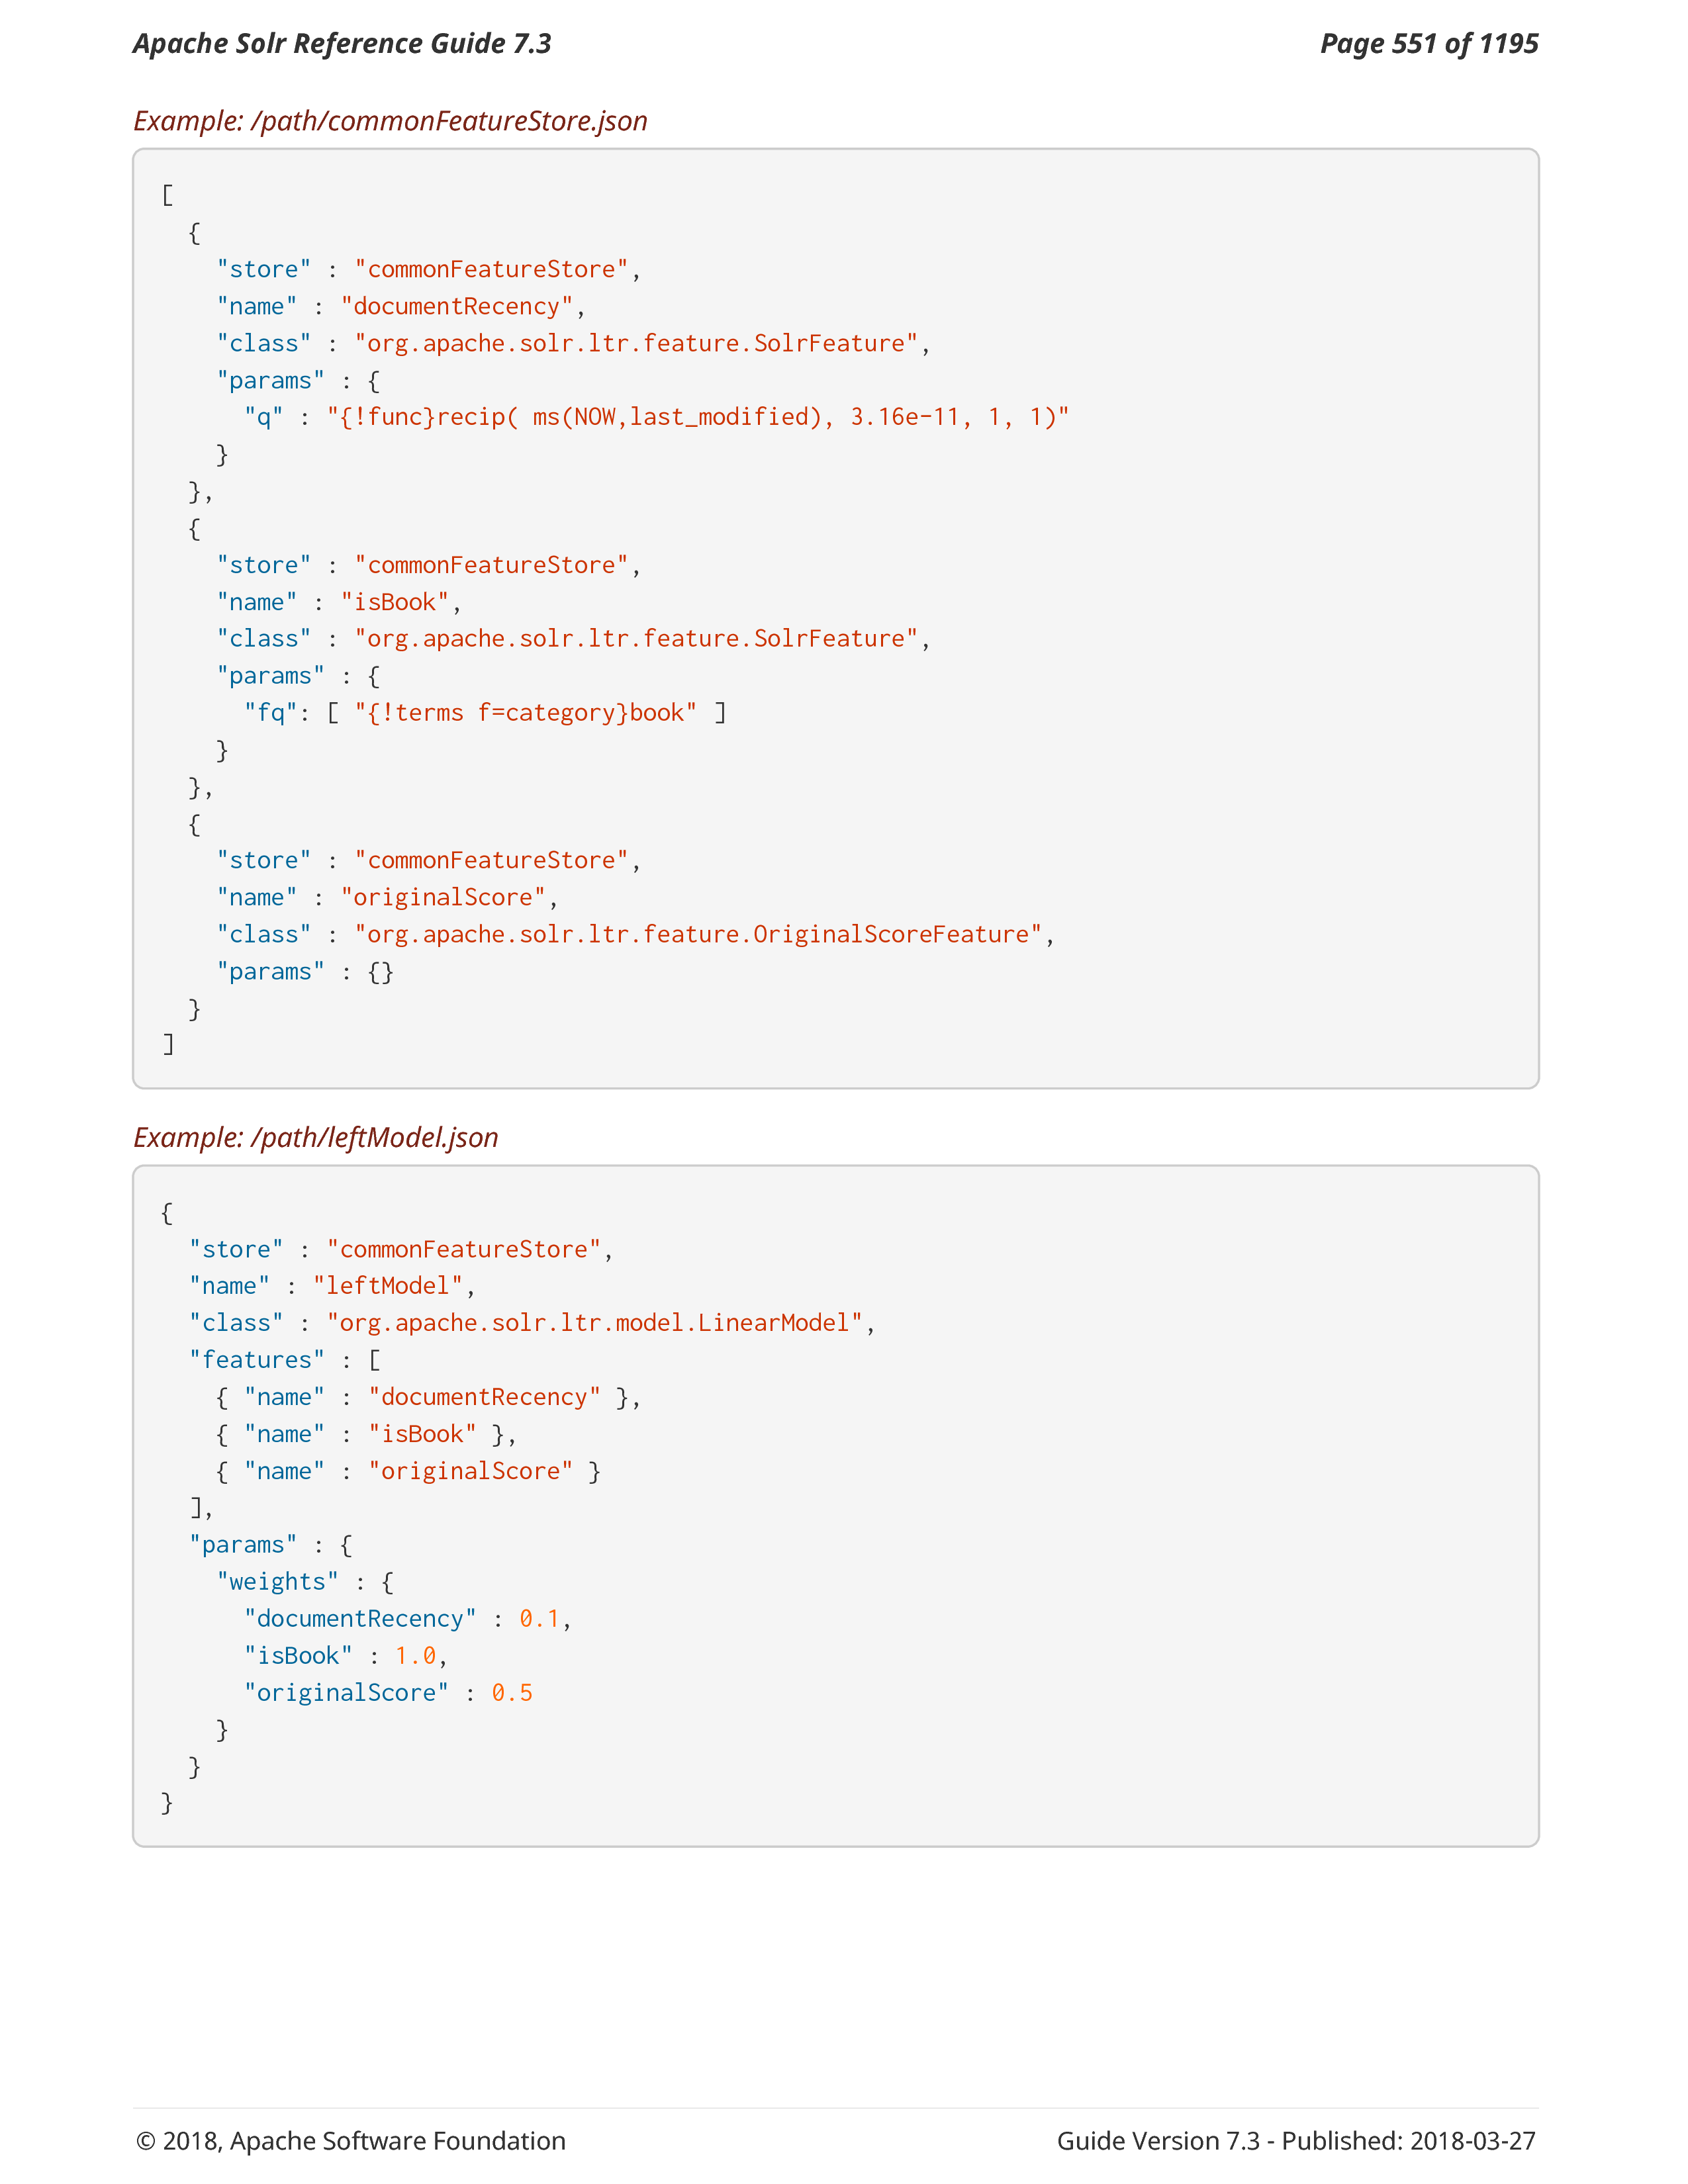 Apache Solr Reference Guide 7.3 Page 551 of 1195
Example: /path/commonFeatureStore.json
[
  {
    "store" : "commonFeatureStore",
    "name" : "documentRecency",
    "class" : "org.apache.solr.ltr.feature.SolrFeature",
    "params" : {
      "q" : "{!func}recip( ms(NOW,last_modified), 3.16e-11, 1, 1)"
    }
  },
  {
    "store" : "commonFeatureStore",
    "name" : "isBook",
    "class" : "org.apache.solr.ltr.feature.SolrFeature",
    "params" : {
      "fq": [ "{!terms f=category}book" ]
    }
  },
  {
    "store" : "commonFeatureStore",
    "name" : "originalScore",
    "class" : "org.apache.solr.ltr.feature.OriginalScoreFeature",
    "params" : {}
  }
]
Example: /path/leftModel.json
{
  "store" : "commonFeatureStore",
  "name" : "leftModel",
  "class" : "org.apache.solr.ltr.model.LinearModel",
  "features" : [
    { "name" : "documentRecency" },
    { "name" : "isBook" },
    { "name" : "originalScore" }
  ],
  "params" : {
    "weights" : {
      "documentRecency" : 0.1,
      "isBook" : 1.0,
      "originalScore" : 0.5
    }
  }
}
© 2018, Apache Software Foundation Guide Version 7.3 - Published: 2018-03-27